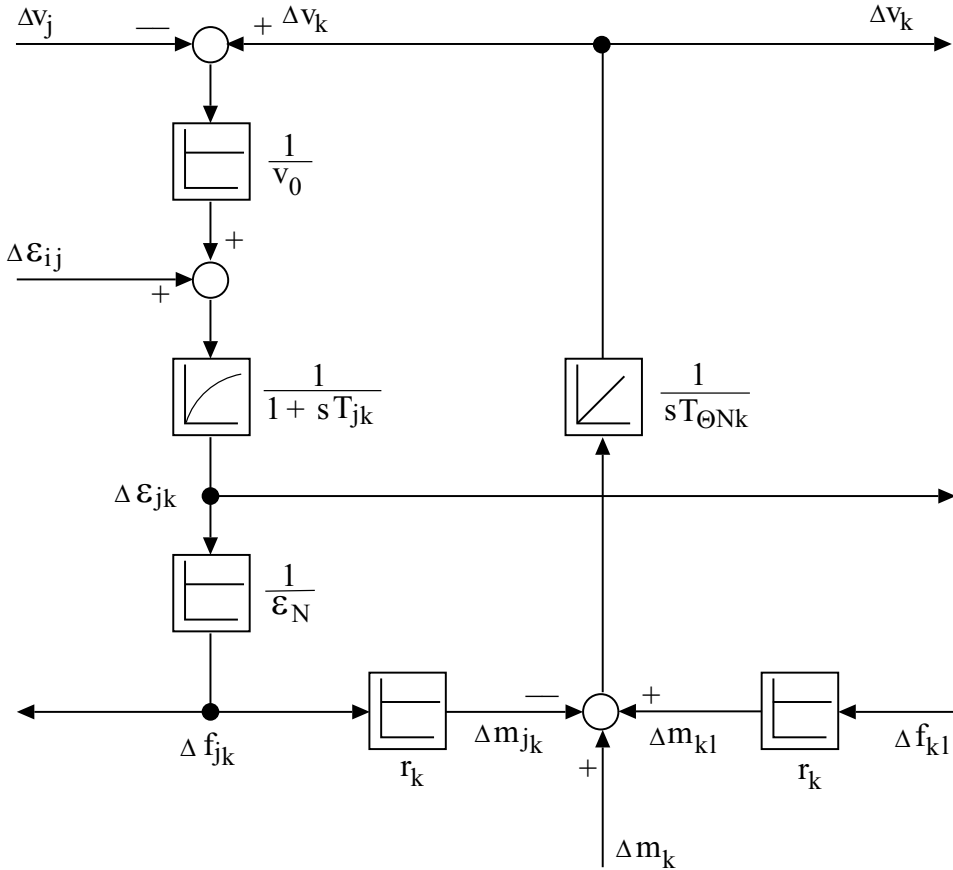 Δv_j — + Δv_k Δv_k
1
v_0
+
Δε_ij
+
1
1 + sT_jk
1
sT_ΘNk
Δε_jk
1
ε_N
— +
Δf_jk Δm_jk Δm_kl Δf_kl
r_k + r_k
Δm_k